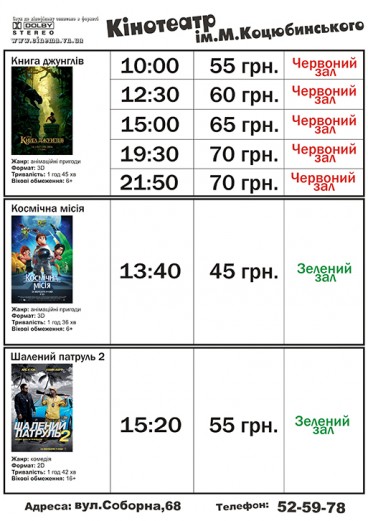 DOLBY
STEREO
www.cinema.vn.ua
Кінотеатр
ім.М.Коцюбинського
Книга джунглів
КНИГА ДЖУНГЛІВ
Жанр: анімаційні пригоди
Формат: 3D
Тривалість: 1 год 45 хв
Вікові обмеження: 6+
10:00 55 грн. Червоний зал
12:30 60 грн. Червоний зал
15:00 65 грн. Червоний зал
19:30 70 грн. Червоний зал
21:50 70 грн. Червоний зал
Космічна місія
КОСМІЧНА
МІСІЯ
Жанр: анімаційні пригоди
Формат: 3D
Тривалість: 1 год 36 хв
Вікові обмеження: 6+
13:40 45 грн. Зелений зал
Шалений патруль 2
ШАЛЕНИЙ
ПАТРУЛЬ 2
Жанр: комедія
Формат: 2D
Тривалість: 1 год 42 хв
Вікові обмеження: 16+
15:20 55 грн. Зелений зал
Адреса: вул.Соборна,68 Телефон: 52-59-78